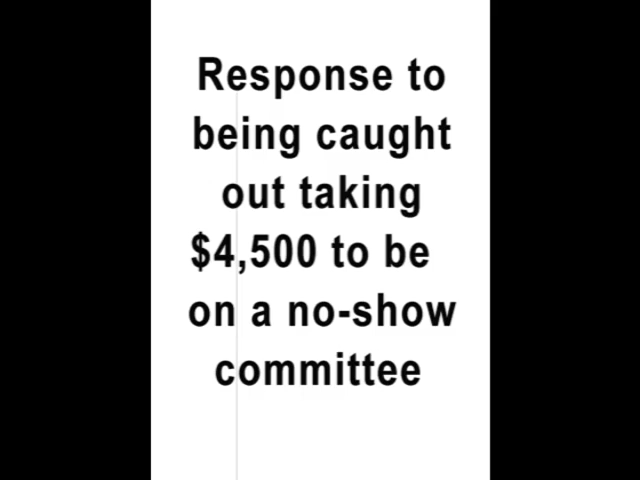 Response to
being caught
out taking
$4,500 to be
on a no-show
committee